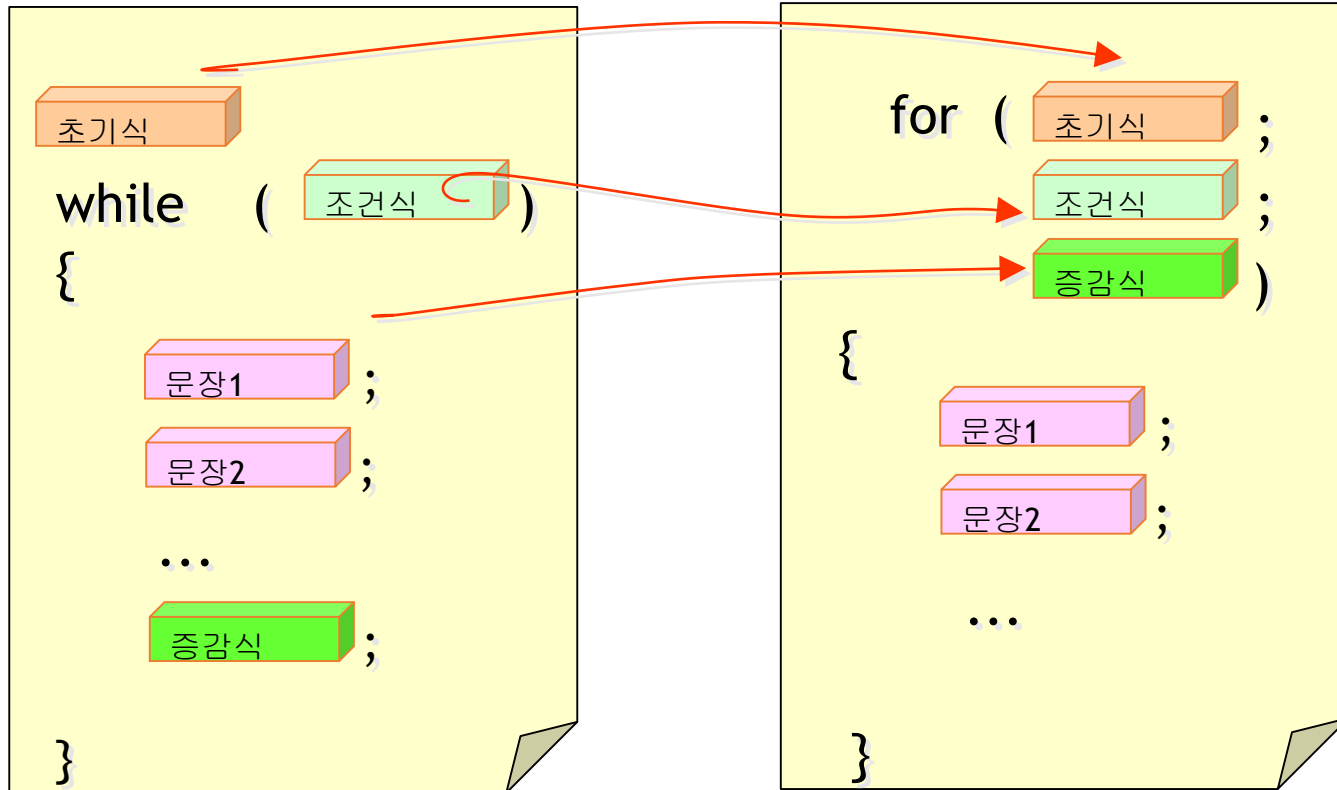 초기식
while ( 조건식 )
{
문장1 ;
문장2 ;
...
증감식 ;
}
for ( 초기식 ;
조건식 ;
증감식 )
{
문장1 ;
문장2 ;
...
}